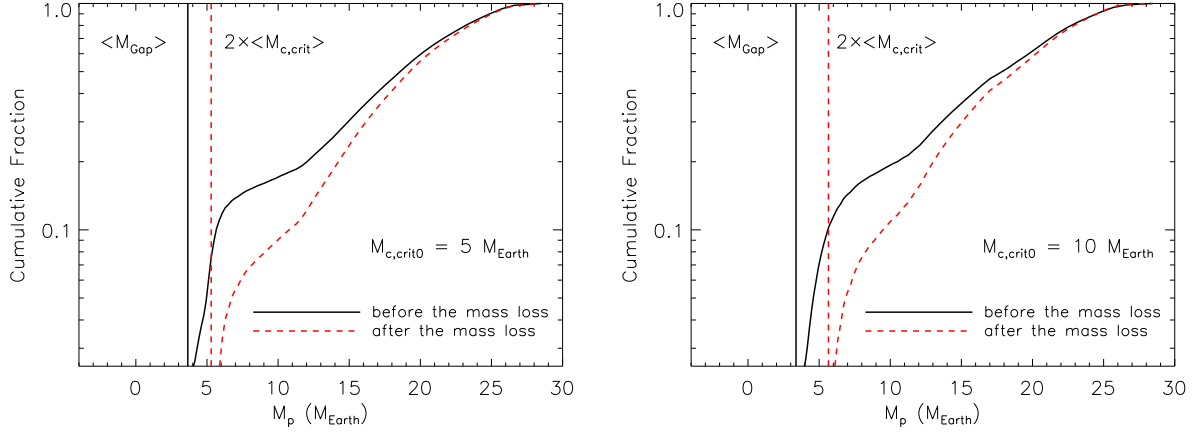 <M_Gap> 2×<M_c,crit>
1.0
0.1
Cumulative Fraction
M_c,crit0 = 5 M_Earth
before the mass loss
after the mass loss
0 5 10 15 20 25 30
M_p (M_Earth)
<M_Gap> 2×<M_c,crit>
1.0
0.1
Cumulative Fraction
M_c,crit0 = 10 M_Earth
before the mass loss
after the mass loss
0 5 10 15 20 25 30
M_p (M_Earth)